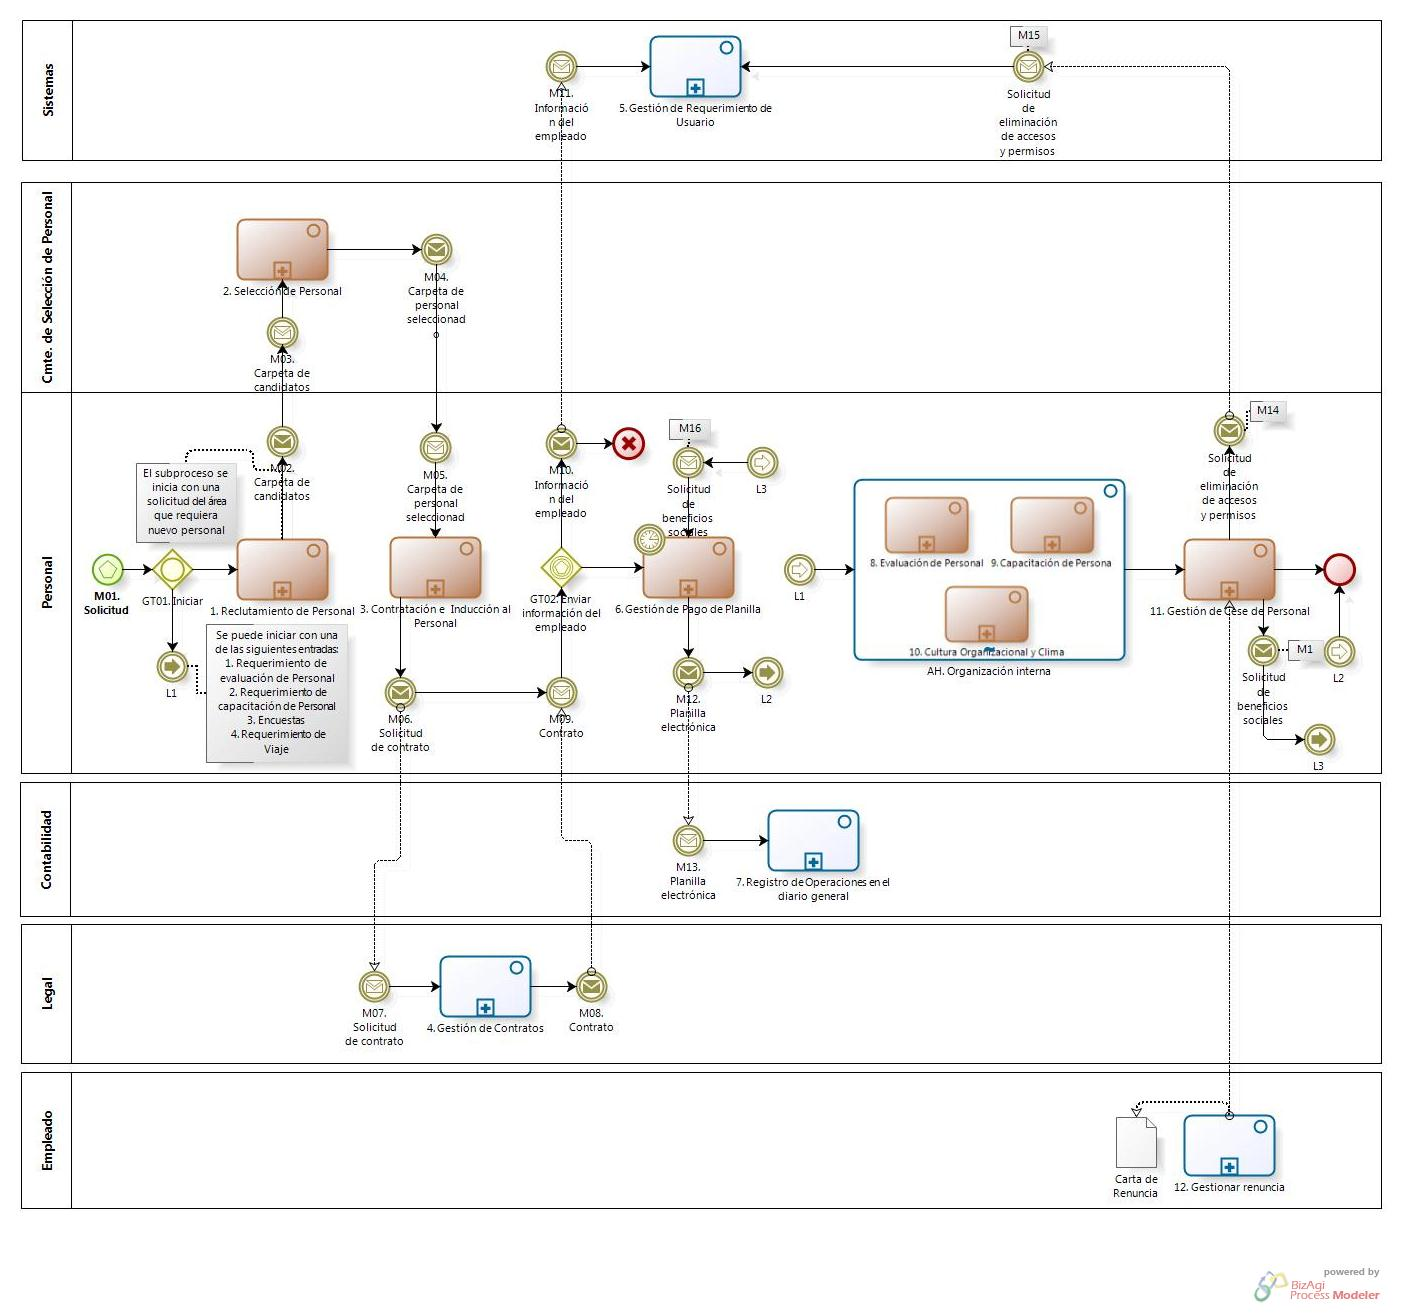 Sistemas
M11.
Informació
n del
empleado
5. Gestión de Requerimiento de
Usuario
M15
Solicitud
de
eliminación
de accesos
y permisos
Cmte. de Selección de Personal
2. Selección de Personal
M03.
Carpeta de
candidatos
M04.
Carpeta de
personal
seleccionad
Personal
El subproceso se
inicia con una
solicitud del área
que requiera
nuevo personal
M02.
Carpeta de
candidatos
M01.
Solicitud
GT01. Iniciar
1. Reclutamiento de Personal
L1
Se puede iniciar con una
de las siguientes entradas:
1. Requerimiento de
evaluación de Personal
2. Requerimiento de
capacitación de Personal
3. Encuestas
4. Requerimiento de
Viaje
M05.
Carpeta de
personal
seleccionad
3. Contratación e Inducción al
Personal
M06.
Solicitud
de contrato
M10.
Informació
n del
empleado
GT02. Enviar
información del
empleado
M09.
Contrato
M16
Solicitud
de
beneficios
sociales
L3
6. Gestión de Pago de Planilla
M12.
Planilla
electrónica
L2
L1
8. Evaluación de Personal
9. Capacitación de Persona
10. Cultura Organizacional y Clima
AH. Organización interna
M14
Solicitud
de
eliminación
de accesos
y permisos
11. Gestión de Cese de Personal
M1
Solicitud
de
beneficios
sociales
L2
L3
Contabilidad
M13.
Planilla
electrónica
7. Registro de Operaciones en el
diario general
Legal
M07.
Solicitud
de contrato
4. Gestión de Contratos
M08.
Contrato
Empleado
Carta de
Renuncia
12. Gestionar renuncia
powered by
BizAgi
Process Modeler